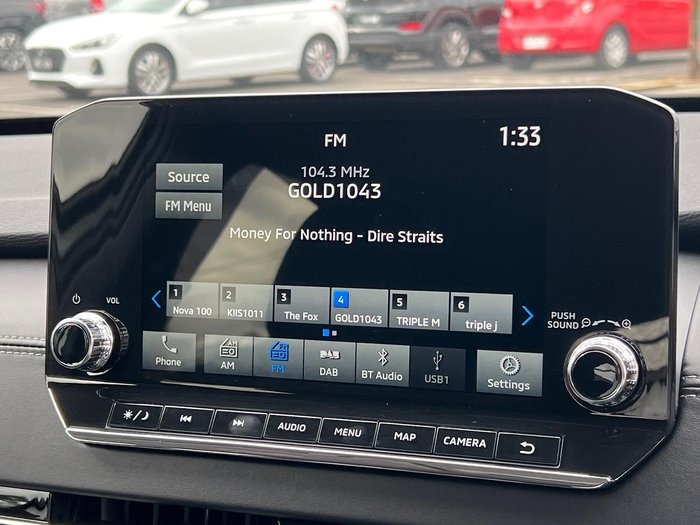 FM
1:33
104.3 MHz
GOLD1043
Source
FM Menu
Money For Nothing - Dire Straits
1 Nova 100
2 KIIS1011
3 The Fox
4 GOLD1043
5 TRIPLE M
6 triple j
VOL
PUSH
SOUND
Phone
AM
FM
DAB
BT Audio
USB1
Settings
AUDIO
MENU
MAP
CAMERA